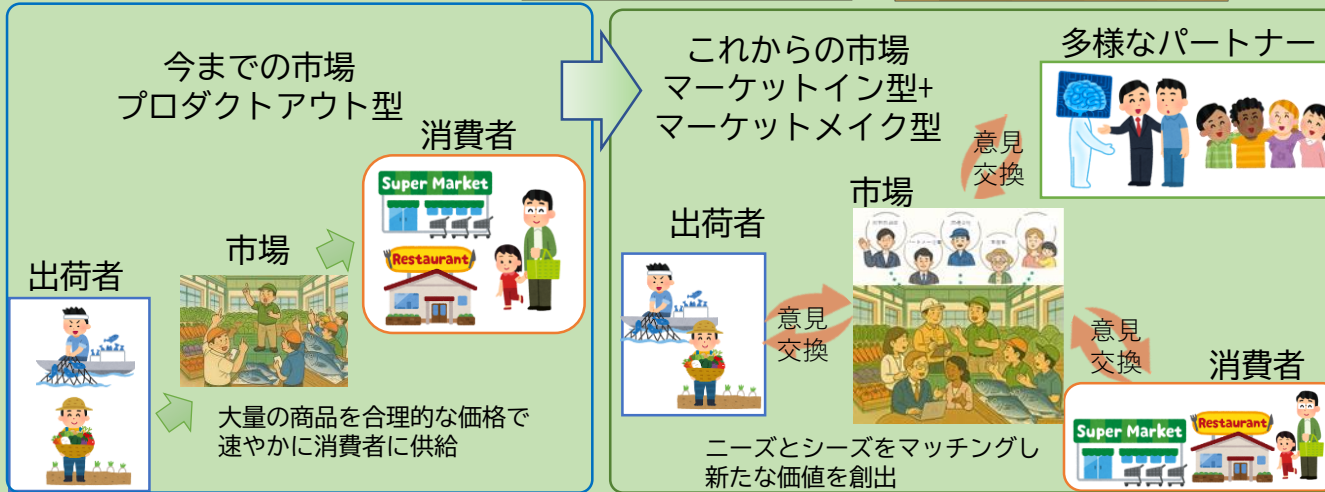 今までの市場
プロダクトアウト型
消費者
Super Market
Restaurant
市場
出荷者
大量の商品を合理的な価格で
速やかに消費者に供給
これからの市場
マーケットイン型+
マーケットメイク型
多様なパートナー
意見
交換
市場
出荷者
意見
交換
意見
交換
消費者
Super Market
Restaurant
ニーズとシーズをマッチングし
新たな価値を創出